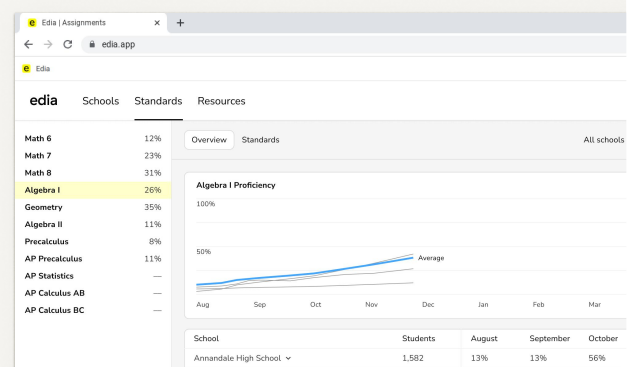 e Edia | Assignments × +
edia.app
e Edia
edia Schools Standards Resources
Math 6 12%
Math 7 23%
Math 8 31%
Algebra I 26%
Geometry 35%
Algebra II 11%
Precalculus 8%
AP Precalculus 11%
AP Statistics —
AP Calculus AB —
AP Calculus BC —
Overview Standards All schools
Algebra I Proficiency
100%
50%
Average
Aug Sep Oct Nov Dec Jan Feb Mar
School Students August September October
Annandale High School 1,582 13% 13% 56%